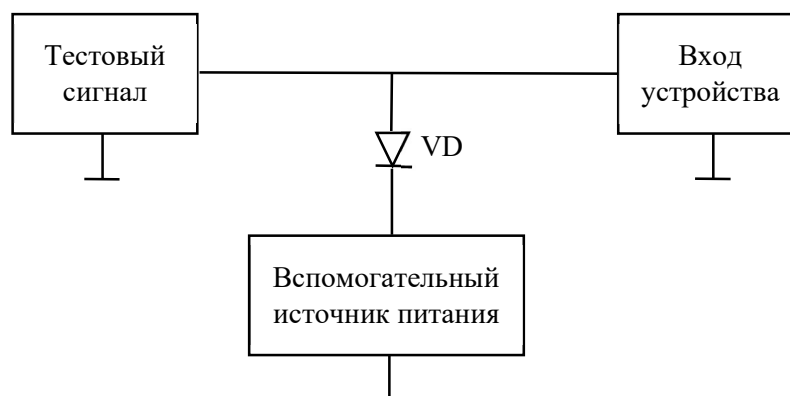 Тестовый
сигнал
Вход
устройства
VD
Вспомогательный
источник питания